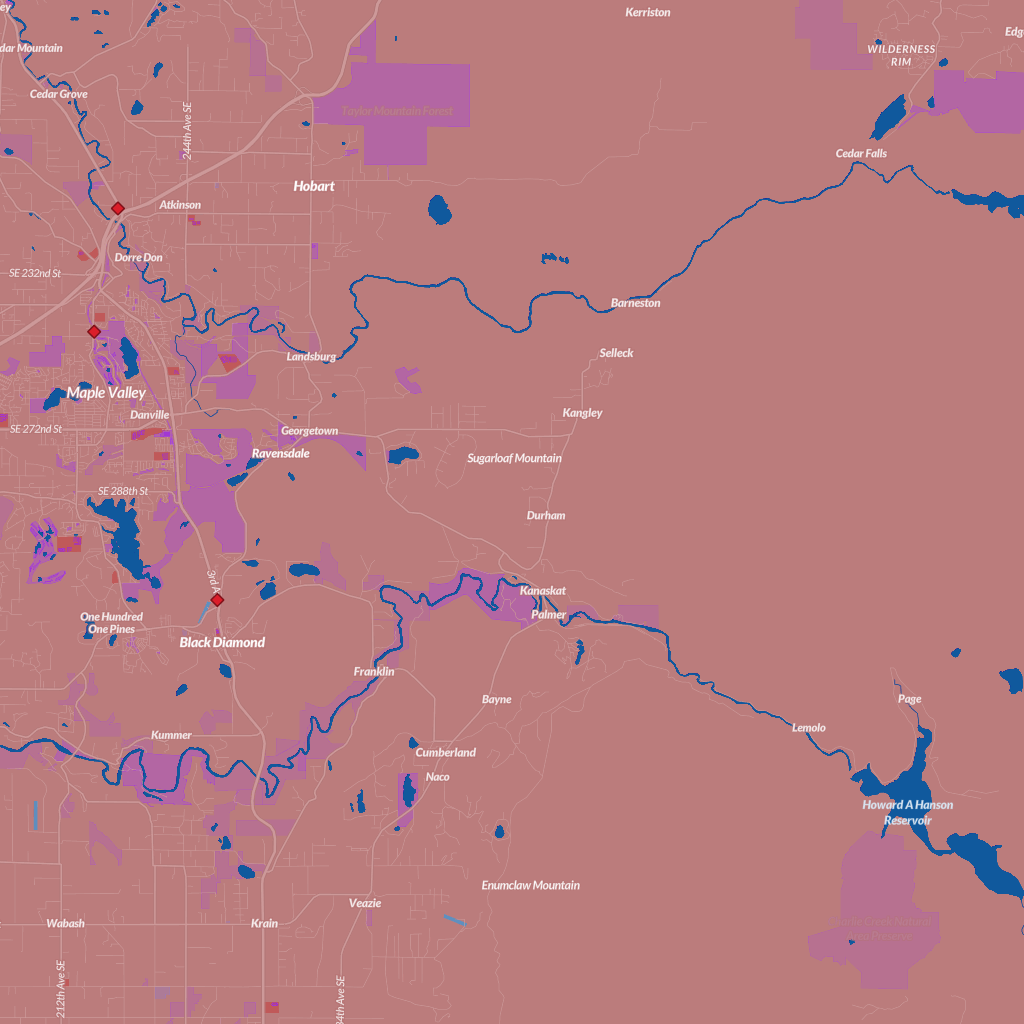 Kerriston
WILDERNESS
RIM
Cedar Grove
244th Ave SE
Taylor Mountain Forest
Cedar Falls
Hobart
Atkinson
Dorre Don
SE 232nd St
Barneston
Landsburg
Selleck
Maple Valley
Danville
Kangley
SE 272nd St
Georgetown
Ravensdale
Sugarloaf Mountain
SE 288th St
Durham
3rd A
Kanaskat
Palmer
One Hundred
One Pines
Black Diamond
Franklin
Bayne
Page
Lemolo
Kummer
Cumberland
Naco
Howard A Hanson
Reservoir
Enumclaw Mountain
Veazie
Wabash
Krain
212th Ave SE